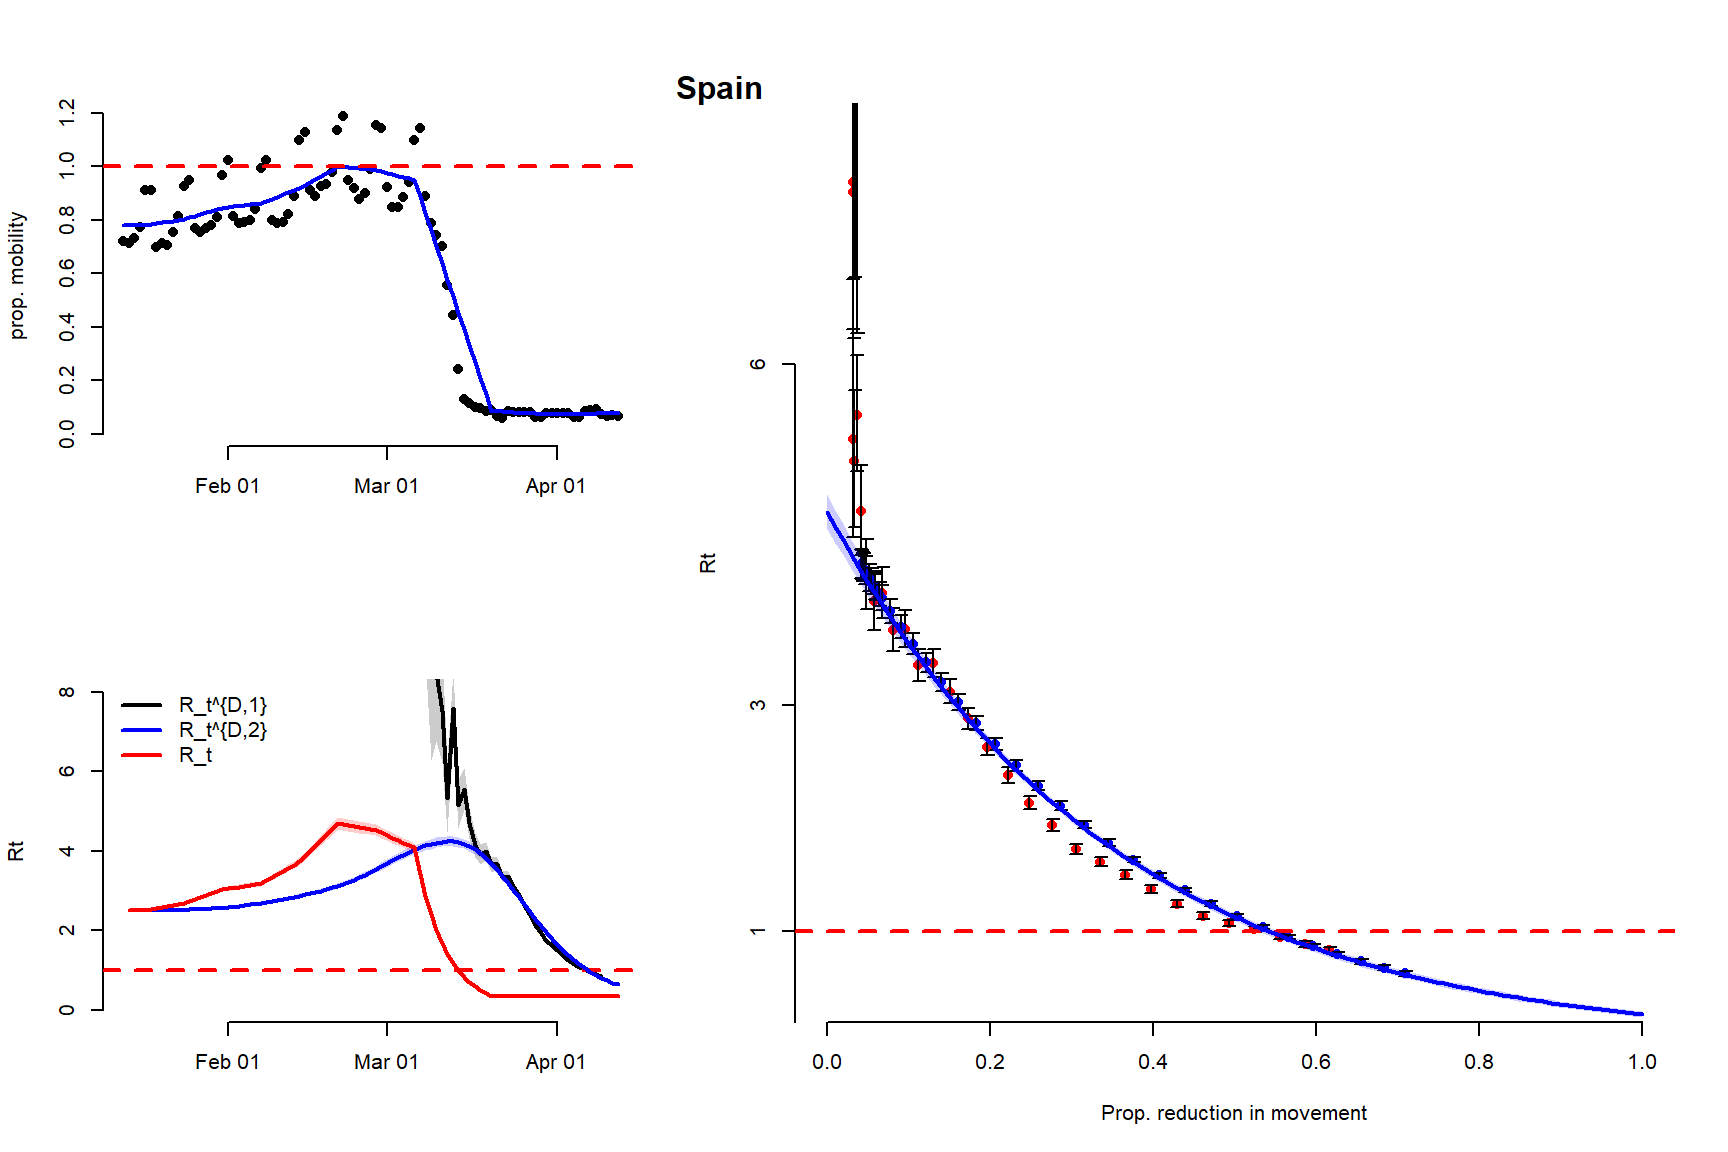 Spain
prop. mobility
1.2
1.0
0.8
0.6
0.4
0.2
0.0
Feb 01 Mar 01 Apr 01
Rt
8
6
4
2
0
R_t^{D,1}
R_t^{D,2}
R_t
Feb 01 Mar 01 Apr 01
Rt
6
3
1
0.0 0.2 0.4 0.6 0.8 1.0
Prop. reduction in movement